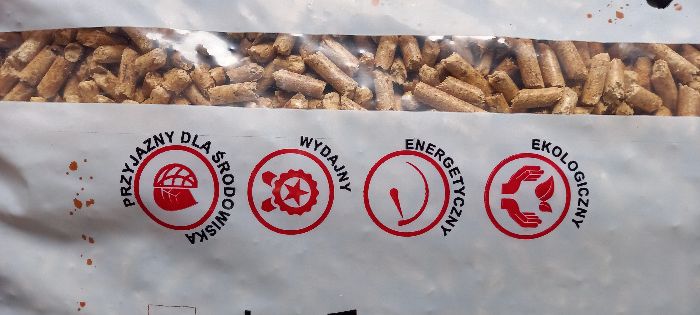 PRZYJAZNY DLA ŚRODOWISKA
WYDAJNY
ENERGETYCZNY
EKOLOGICZNY